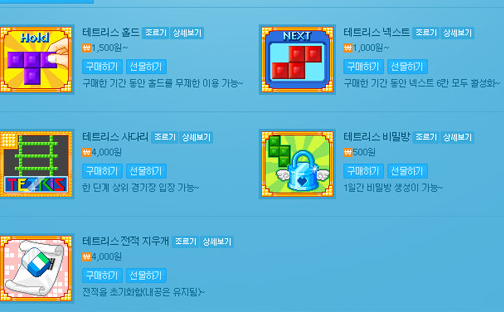 Hold
테트리스 홀드 조르기 상세보기
₩1,500원~
구매하기 선물하기
구매한 기간 동안 홀드를 무제한 이용 가능~
NEXT
테트리스 넥스트 조르기 상세보기
₩1,000원~
구매하기 선물하기
구매한 기간 동안 넥스트 6칸 모두 활성화~
TETRIS
테트리스 사다리 조르기 상세보기
₩4,000원
구매하기 선물하기
한 단계 상위 경기장 입장 가능~
테트리스 비밀방 조르기 상세보기
₩500원
구매하기 선물하기
1일간 비밀방 생성이 가능~
테트리스 전적 지우개 조르기 상세보기
₩4,000원
구매하기 선물하기
전적을 초기화함(내공은 유지됨)~